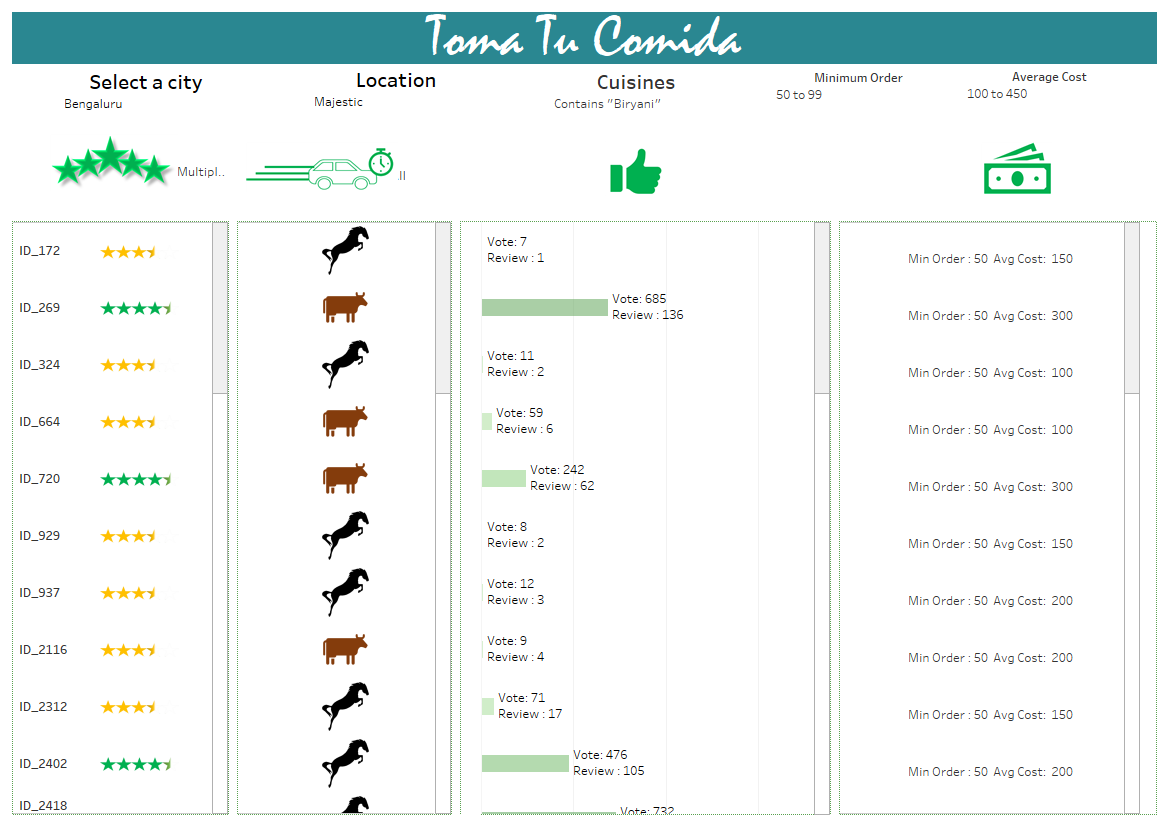 Toma Tu Comida
Select a city
Bengaluru
Location
Majestic
Cuisines
Contains "Biryani"
Minimum Order
50 to 99
Average Cost
100 to 450
Multipl..
.ll
ID_172
Vote: 7
Review : 1
Min Order : 50 Avg Cost: 150
ID_269
Vote: 685
Review : 136
Min Order : 50 Avg Cost: 300
ID_324
Vote: 11
Review : 2
Min Order : 50 Avg Cost: 100
ID_664
Vote: 59
Review : 6
Min Order : 50 Avg Cost: 100
ID_720
Vote: 242
Review : 62
Min Order : 50 Avg Cost: 300
ID_929
Vote: 8
Review : 2
Min Order : 50 Avg Cost: 150
ID_937
Vote: 12
Review : 3
Min Order : 50 Avg Cost: 200
ID_2116
Vote: 9
Review : 4
Min Order : 50 Avg Cost: 200
ID_2312
Vote: 71
Review : 17
Min Order : 50 Avg Cost: 150
ID_2402
Vote: 476
Review : 105
Min Order : 50 Avg Cost: 200
ID_2418
Vote: 732